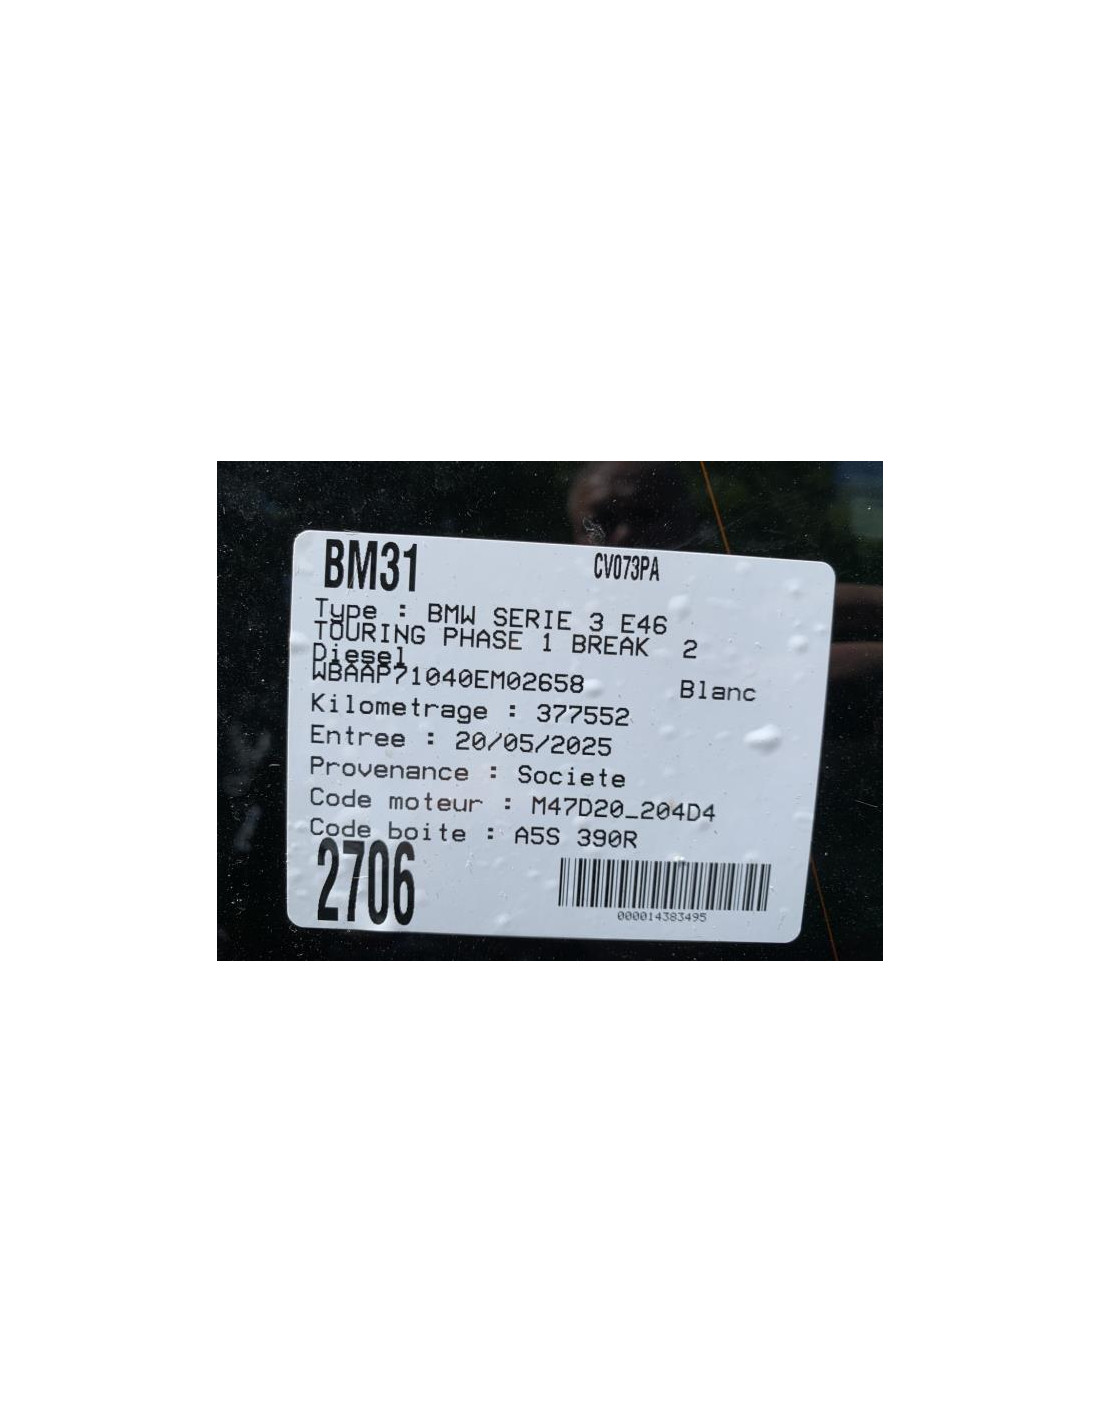 BM31 CV073PA
Type : BMW SERIE 3 E46
TOURING PHASE 1 BREAK 2
Diesel
WBAAP71040EM02658 Blanc
Kilometrage : 377552
Entree : 20/05/2025
Provenance : Societe
Code moteur : M47D20_204D4
Code boite : A5S 390R
2706
000014383495